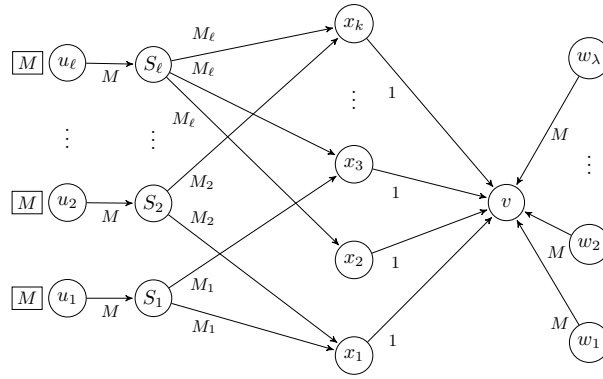 M u_ℓ M S_ℓ M_ℓ M_ℓ M_ℓ
⋮ ⋮
M u_2 M S_2 M_2 M_2
M u_1 M S_1 M_1 M_1
x_k 1
⋮
x_3 1
x_2 1
x_1 1
v
w_λ M
⋮
w_2 M
w_1 M